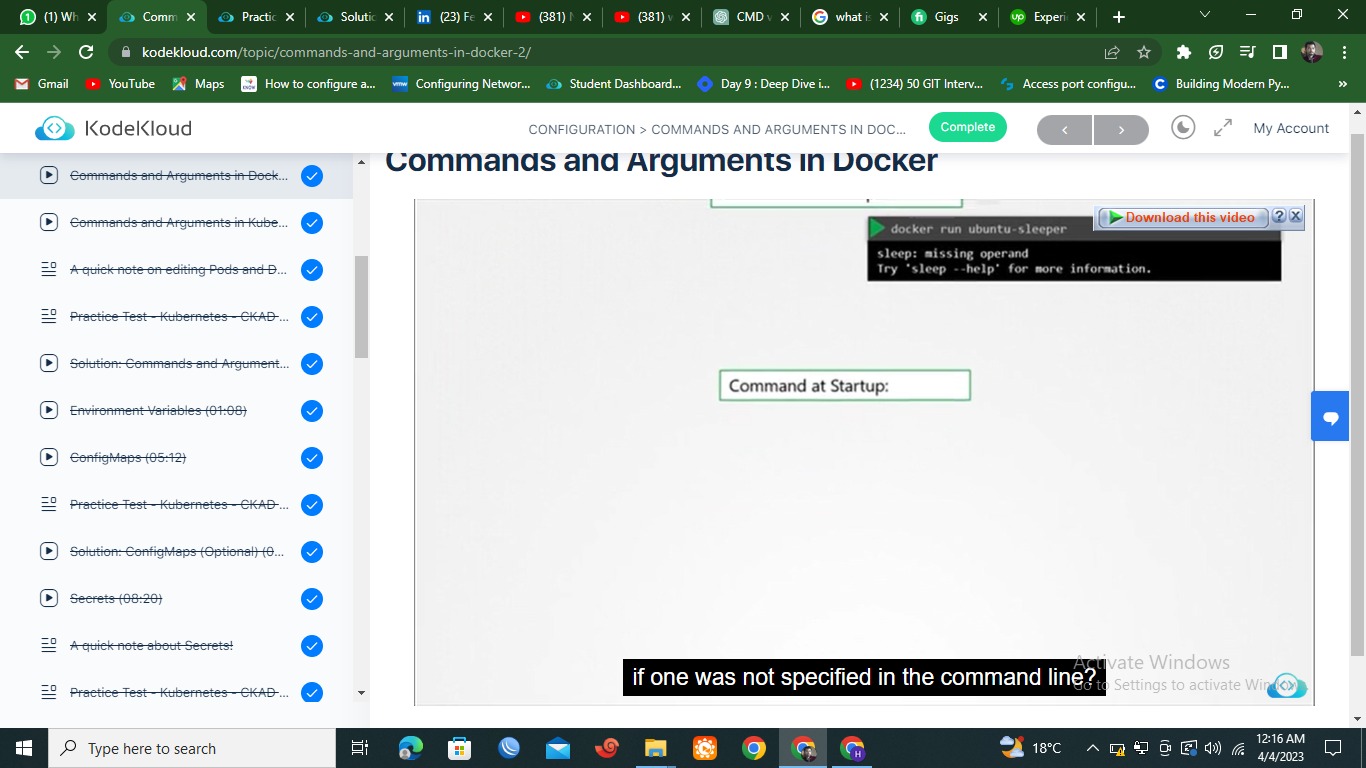 (1) Wh
Comm
Practic
Solutic
(23) Fe
(381)
(381)
CMD
what is
Gigs
Experi
kodekloud.com/topic/commands-and-arguments-in-docker-2/
Gmail
YouTube
Maps
How to configure a...
Configuring Networ...
Student Dashboard...
Day 9 : Deep Dive i...
(1234) 50 GIT Interv...
Access port configu...
Building Modern Py...
»
KodeKloud
CONFIGURATION > COMMANDS AND ARGUMENTS IN DOC...
Complete
My Account
Commands and Arguments in Dock...
Commands and Arguments in Kube...
A quick note on editing Pods and D...
Practice Test - Kubernetes - CKAD ...
Solution: Commands and Argument...
Environment Variables (01:08)
ConfigMaps (05:12)
Practice Test - Kubernetes - CKAD ...
Solution: ConfigMaps (Optional) (0...
Secrets (08:20)
A quick note about Secrets!
Practice Test - Kubernetes - CKAD ...
Commands and Arguments in Docker
Download this video
?
docker run ubuntu-sleeper
sleep: missing operand
Try 'sleep --help' for more information.
Command at Startup:
if one was not specified in the command line?
Activate Windows
Go to Settings to activate Windows.
Type here to search
18°C
12:16 AM
4/4/2023